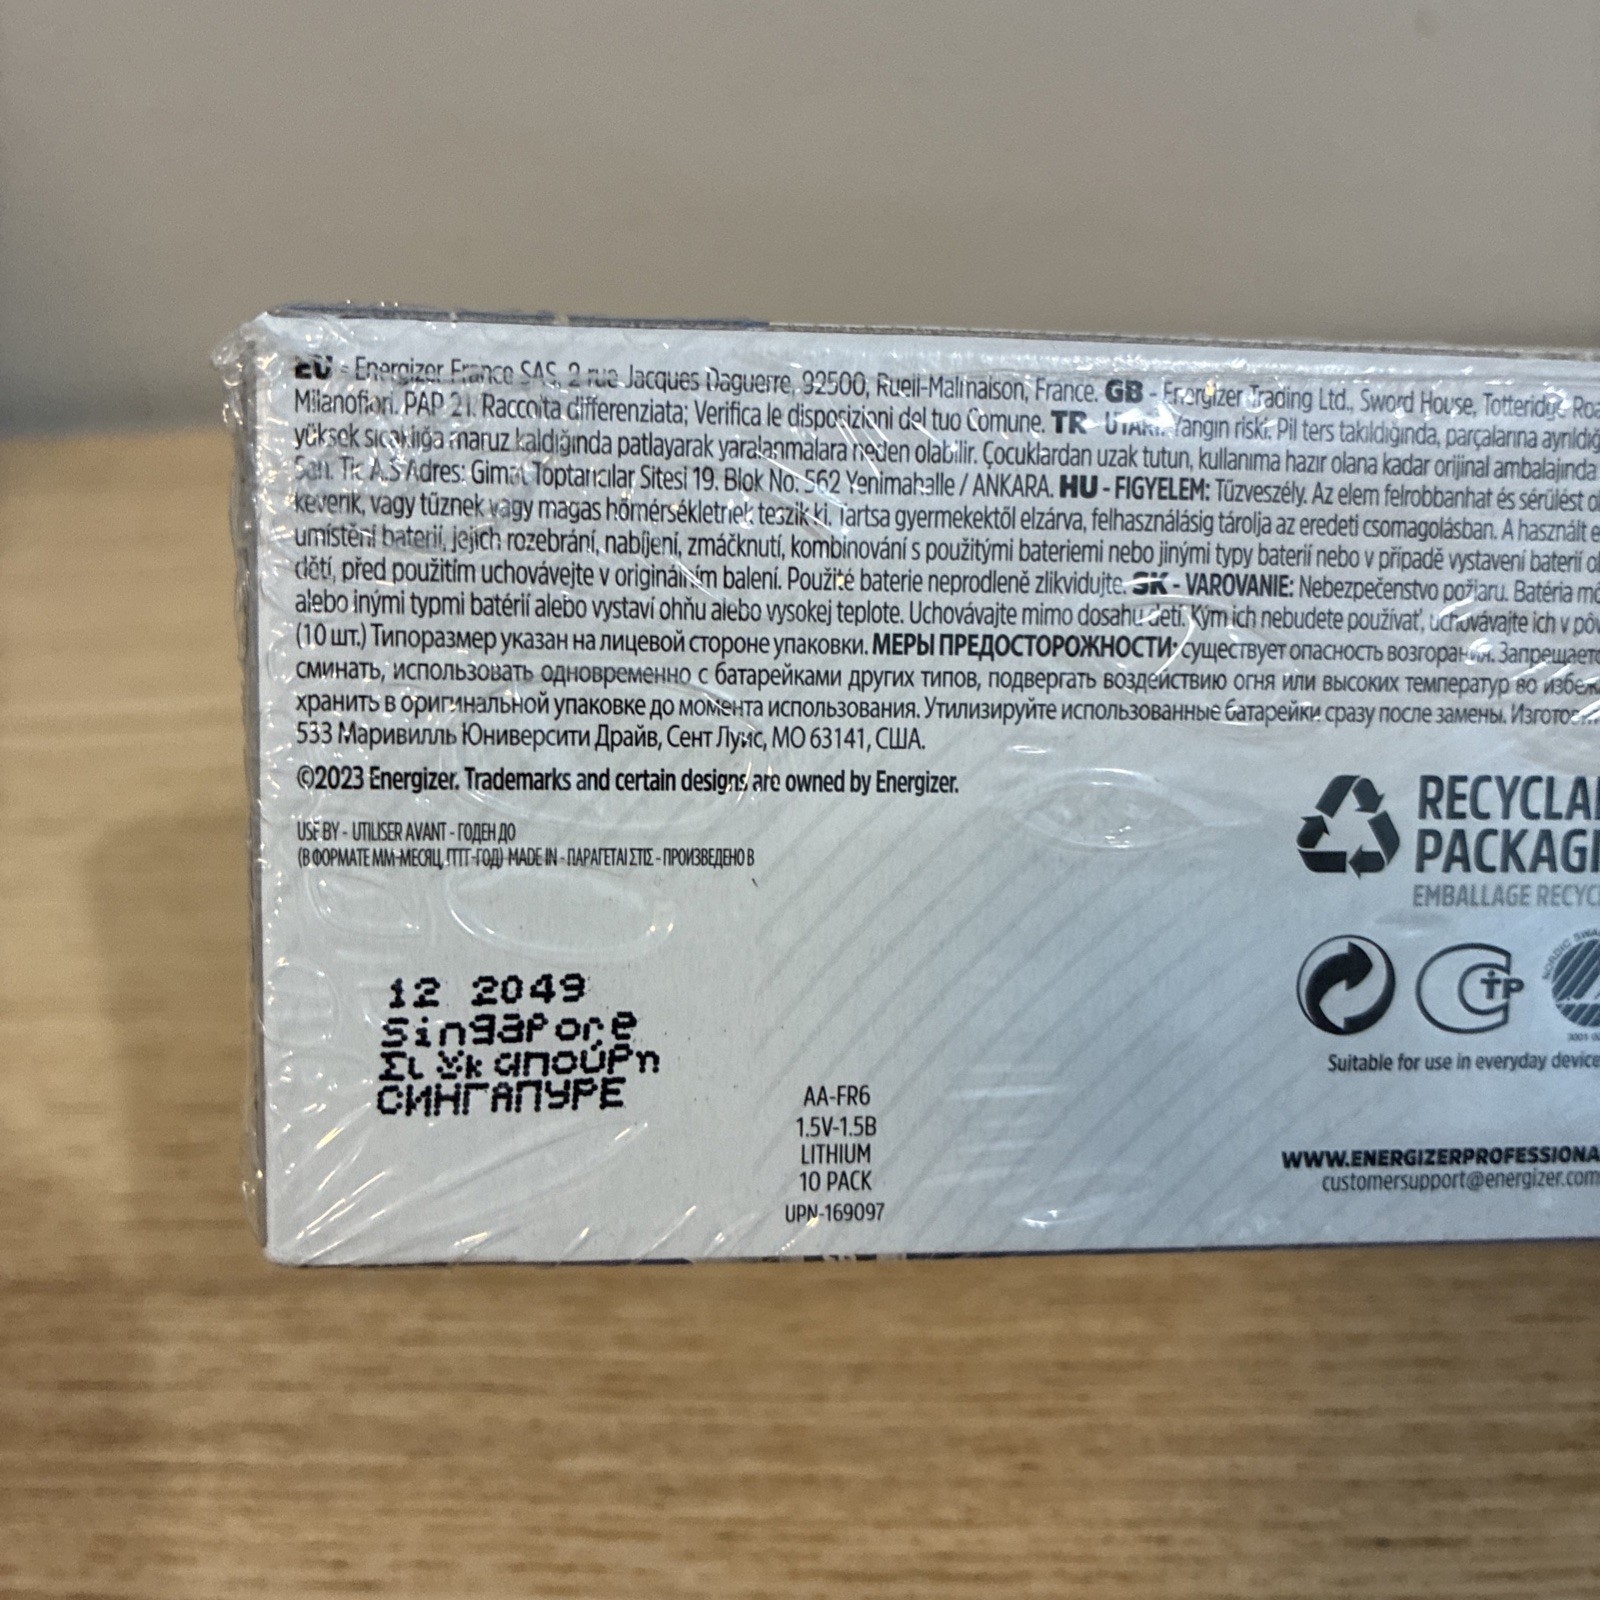 EU - Energizer France SAS, 2 rue Jacques Daguerre, 92500, Rueil-Malmaison, France. GB - Energizer Trading Ltd., Sword House, Totteridge Roa
Milanofiori. PAP 21. Raccolta differenziata; Verifica le disposizioni del tuo Comune. TR - UYARI: Yangın riski. Pil ters takıldığında, parçalarına ayrıldığ
yüksek sıcaklığa maruz kaldığında patlayarak yaralanmalara neden olabilir. Çocuklardan uzak tutun, kullanıma hazır olana kadar orijinal ambalajında
San. Tic A.S Adres: Gimat Toptancılar Sitesi 19. Blok No: 562 Yenimahalle / ANKARA. HU - FIGYELEM: Tűzveszély. Az elem felrobbanhat és sérülést o
keverik, vagy tűznek vagy magas hőmérsékletnek teszik ki. Tartsa gyermekektől elzárva, felhasználásig tárolja az eredeti csomagolásban. A használt e
umístění baterií, jejich rozebrání, nabíjení, zmáčknutí, kombinování s použitými bateriemi nebo jinými typy baterií nebo v případě vystavení baterií o
dětí, před použitím uchovávejte v originálním balení. Použité baterie neprodleně zlikvidujte. SK - VAROVANIE: Nebezpečenstvo požiaru. Batéria mô
alebo inými typmi batérií alebo vystaví ohňu alebo vysokej teplote. Uchovávajte mimo dosahu detí. Kým ich nebudete používať, uchovávajte ich v pôv
(10 шт.) Типоразмер указан на лицевой стороне упаковки. МЕРЫ ПРЕДОСТОРОЖНОСТИ: существует опасность возгорания. Запрещаетс
сминать, использовать одновременно с батарейками других типов, подвергать воздействию огня или высоких температур во избеж
хранить в оригинальной упаковке до момента использования. Утилизируйте использованные батарейки сразу после замены.
533 Маривилль Юниверсити Драйв, Сент Луис, МО 63141, США.
©2023 Energizer. Trademarks and certain designs are owned by Energizer.
USE BY - UTILISER AVANT - ГОДЕН ДО
(В ФОРМАТЕ ММ-МЕСЯЦ, ГГГГ-ГОД) MADE IN - ΠΑΡΑΓΕΤΑΙ ΣΤΙΣ - ПРОИЗВЕДЕНО В
RECYCLA
PACKAGI
EMBALLAGE RECYC
12 2049
Singapore
Σιγκαπούρη
СИНГАПУРЕ
AA-FR6
1.5V-1.5В
LITHIUM
10 PACK
UPN-169097
NORDIC SWA
Suitable for use in everyday device
WWW.ENERGIZERPROFESSIONA
customersupport@energizer.com